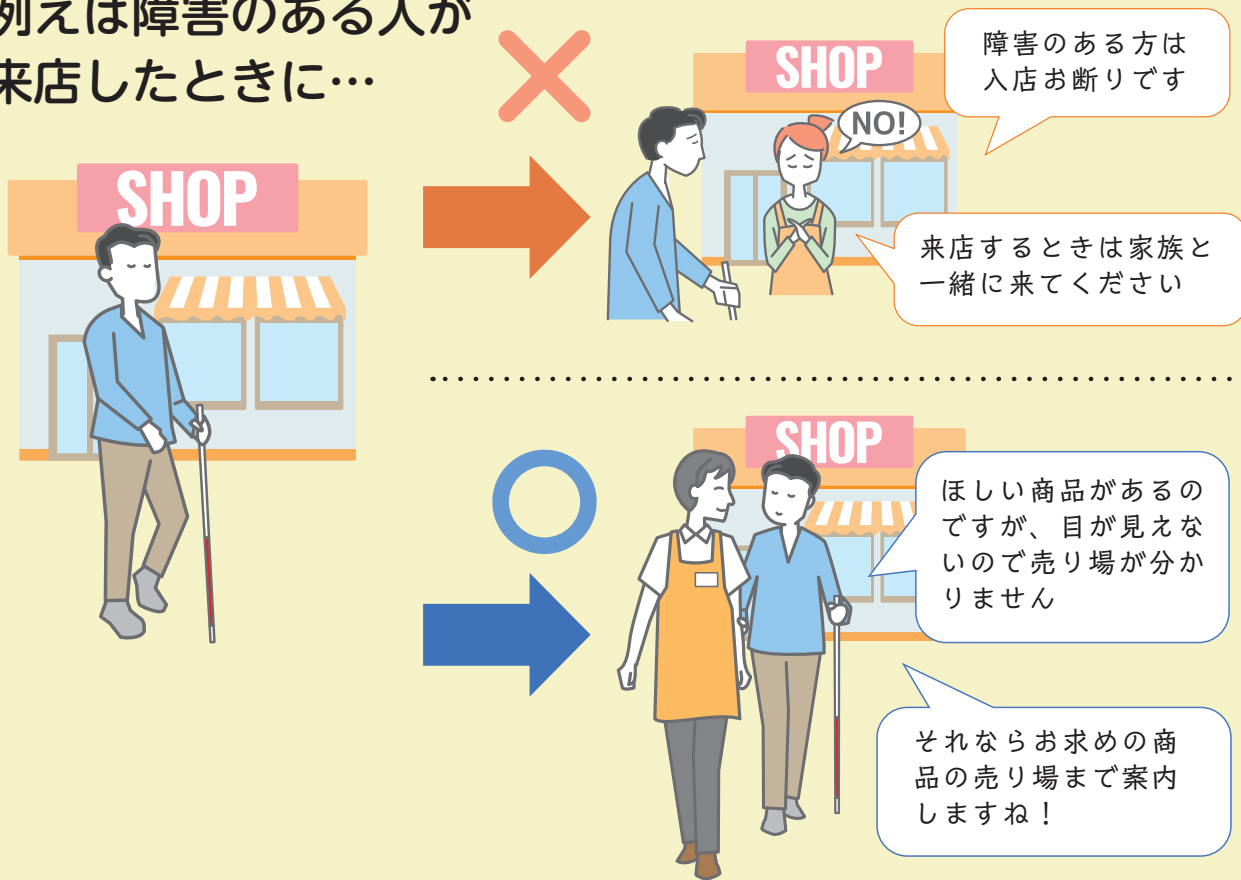 例えば障害のある人が
来店したときに…
SHOP
SHOP
NO!
障害のある方は
入店お断りです
来店するときは家族と
一緒に来てください
SHOP
ほしい商品があるの
ですが、目が見えな
いので売り場が分か
りません
それならお求めの商
品の売り場まで案内
しますね！